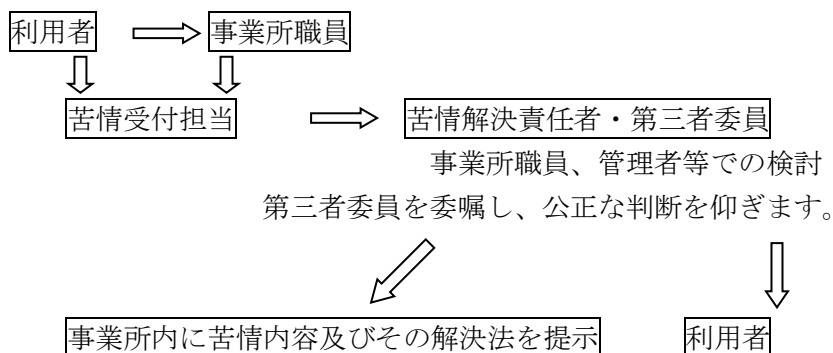 利用者 事業所職員
苦情受付担当 苦情解決責任者・第三者委員
事業所職員、管理者等での検討
第三者委員を委嘱し、公正な判断を仰ぎます。
事業所内に苦情内容及びその解決法を提示 利用者